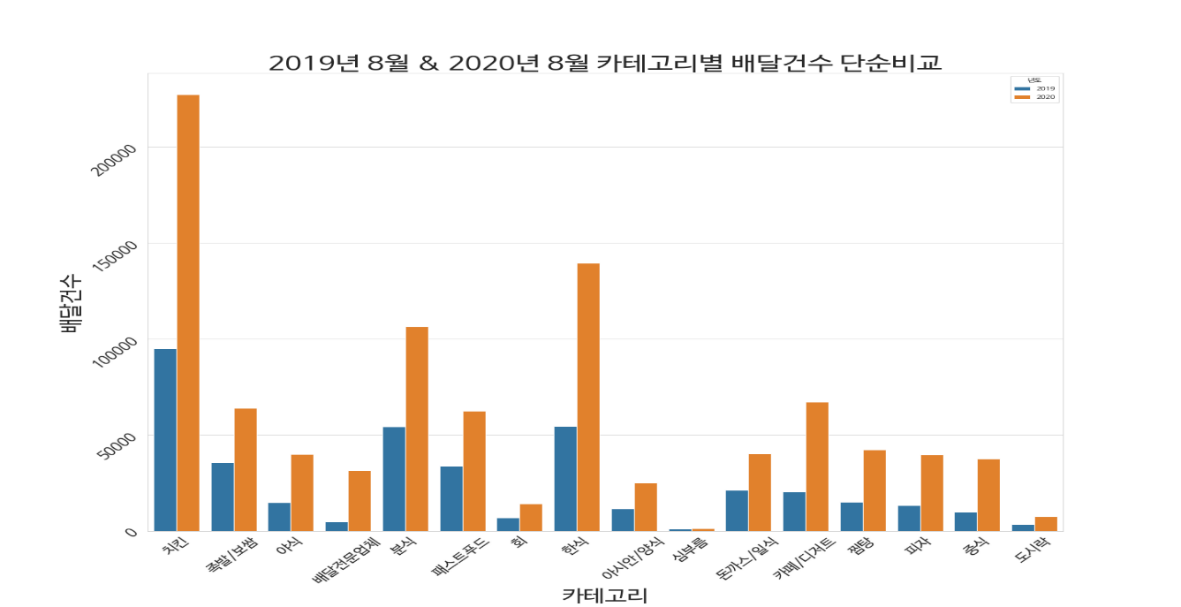 2019년 8월 & 2020년 8월 카테고리별 배달건수 단순비교
년도
2019
2020
배달건수
200000
150000
100000
50000
0
치킨
족발/보쌈
야식
배달전문업체
분식
패스트푸드
회
한식
아시안/양식
심부름
돈까스/일식
카페/디저트
찜탕
피자
중식
도시락
카테고리